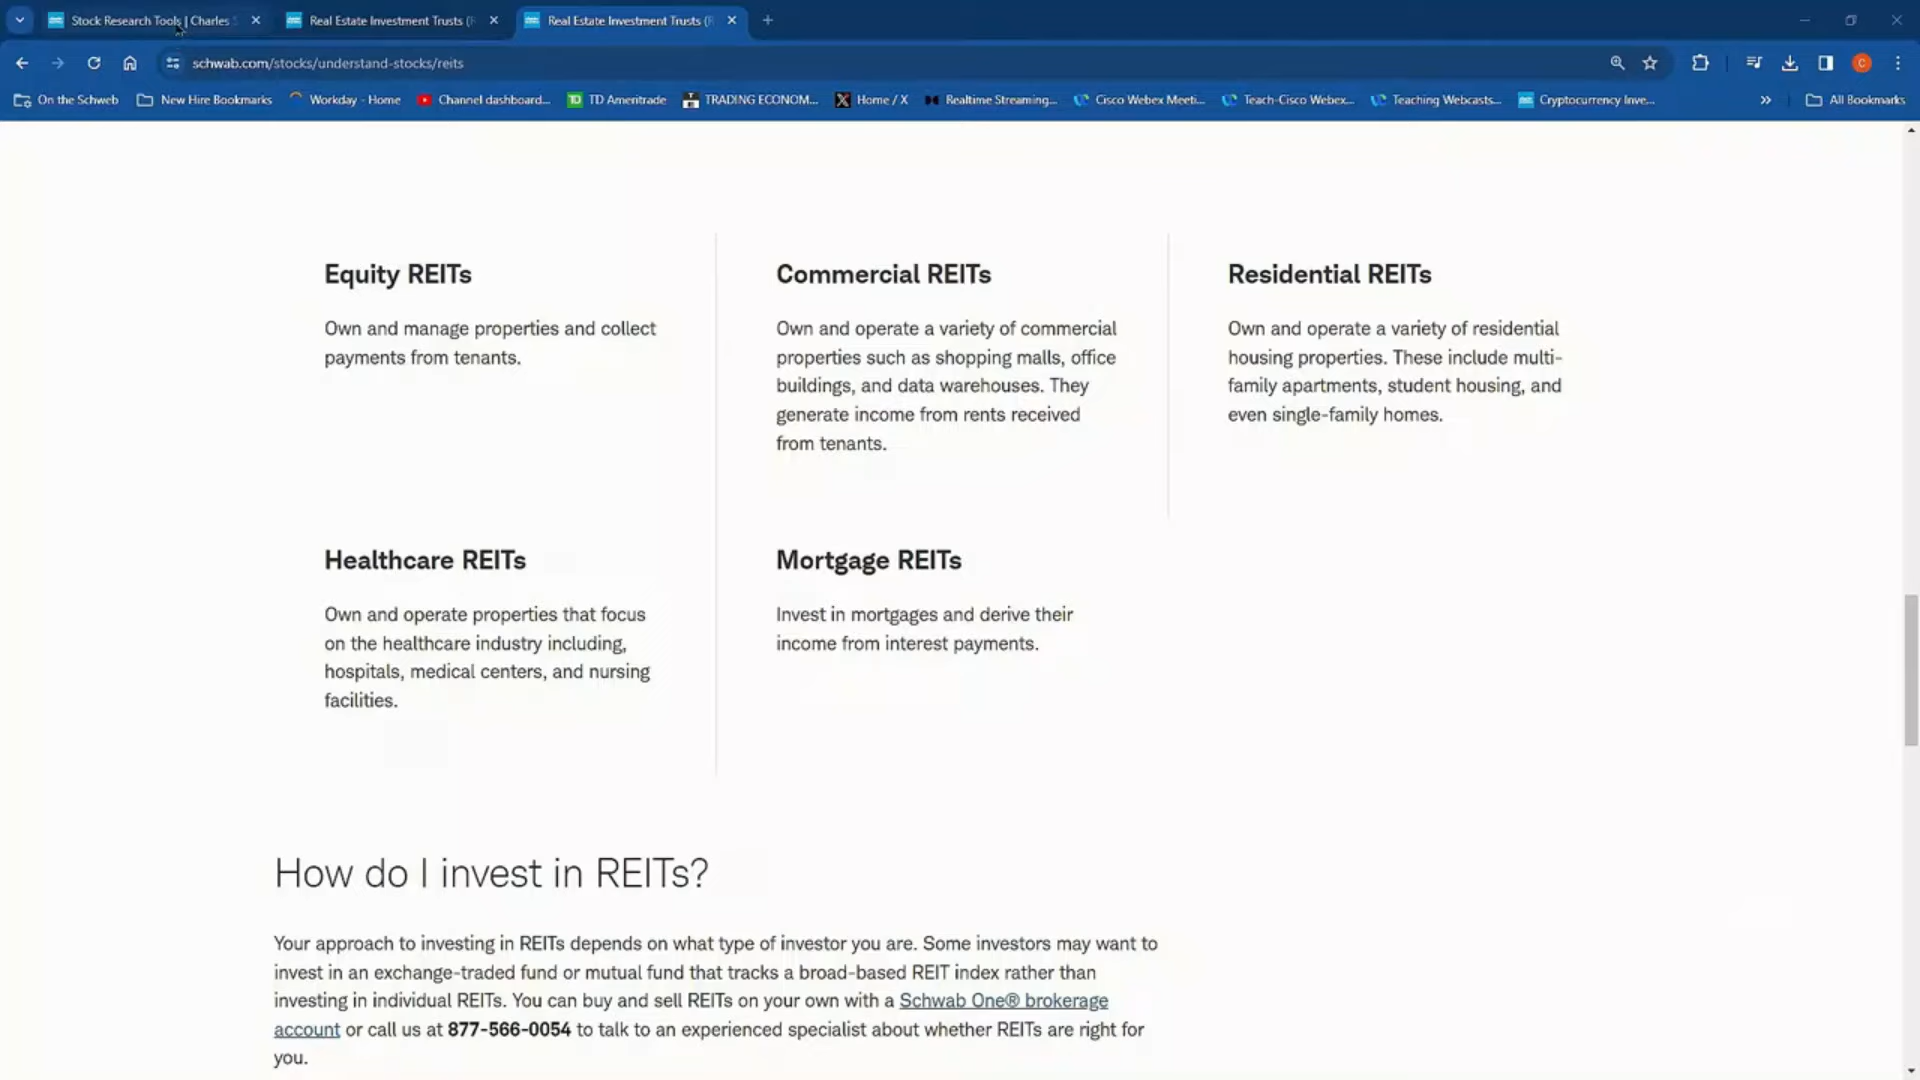 Stock Research Tools | Charles
Real Estate Investment Trusts (
Real Estate Investment Trusts (
schwab.com/stocks/understand-stocks/reits
On the Schweb
New Hire Bookmarks
Workday - Home
Channel dashboard...
TD Ameritrade
TRADING ECONOM...
Home / X
Realtime Streaming...
Cisco Webex Meeti...
Teach-Cisco Webex...
Teaching Webcasts...
Cryptocurrency Inve...
All Bookmarks
Equity REITs
Own and manage properties and collect
payments from tenants.
Commercial REITs
Own and operate a variety of commercial
properties such as shopping malls, office
buildings, and data warehouses. They
generate income from rents received
from tenants.
Residential REITs
Own and operate a variety of residential
housing properties. These include multi-
family apartments, student housing, and
even single-family homes.
Healthcare REITs
Own and operate properties that focus
on the healthcare industry including,
hospitals, medical centers, and nursing
facilities.
Mortgage REITs
Invest in mortgages and derive their
income from interest payments.
How do I invest in REITs?
Your approach to investing in REITs depends on what type of investor you are. Some investors may want to
invest in an exchange-traded fund or mutual fund that tracks a broad-based REIT index rather than
investing in individual REITs. You can buy and sell REITs on your own with a Schwab One® brokerage
account or call us at 877-566-0054 to talk to an experienced specialist about whether REITs are right for
you.